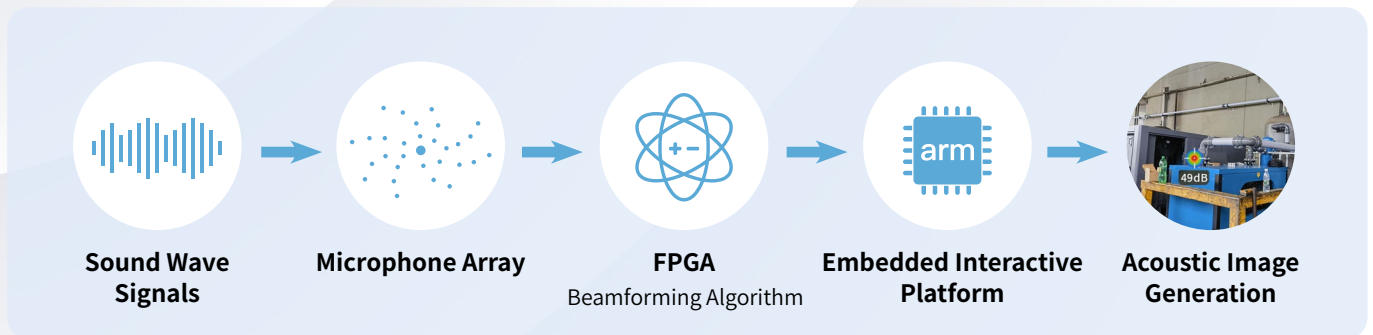 arm
49dB
Sound Wave
Signals
Microphone Array
FPGA
Beamforming Algorithm
Embedded Interactive
Platform
Acoustic Image
Generation